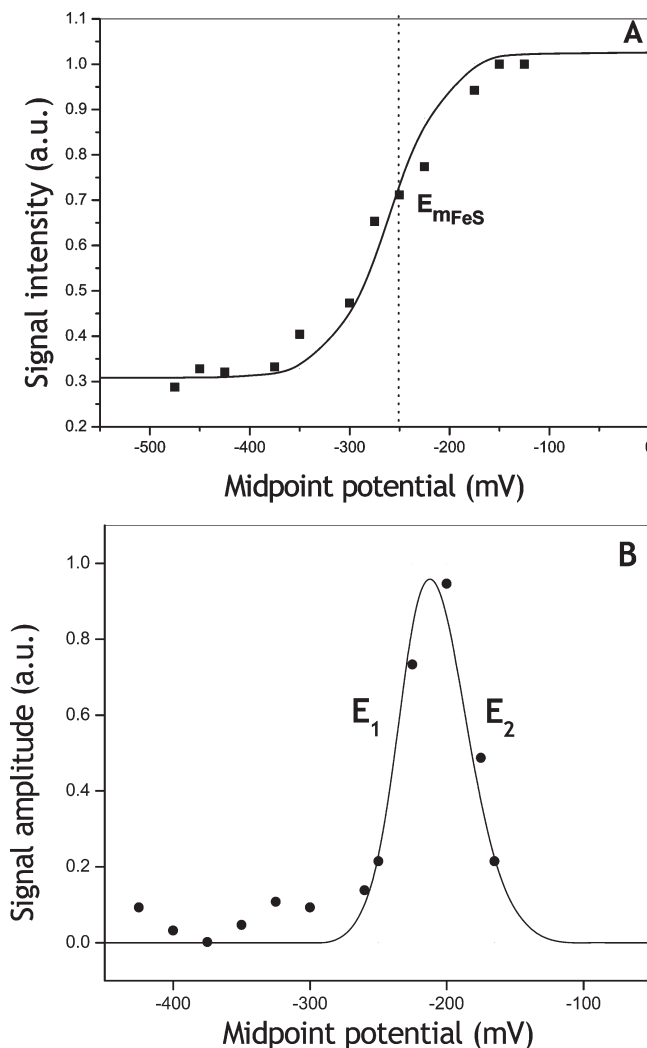 A
1.1
1.0
0.9
0.8
0.7
0.6
0.5
0.4
0.3
0.2
Signal intensity (a.u.)
EmFeS
-500 -400 -300 -200 -100 0
Midpoint potential (mV)
B
1.0
0.8
0.6
0.4
0.2
0.0
Signal amplitude (a.u.)
E1 E2
-400 -300 -200 -100
Midpoint potential (mV)